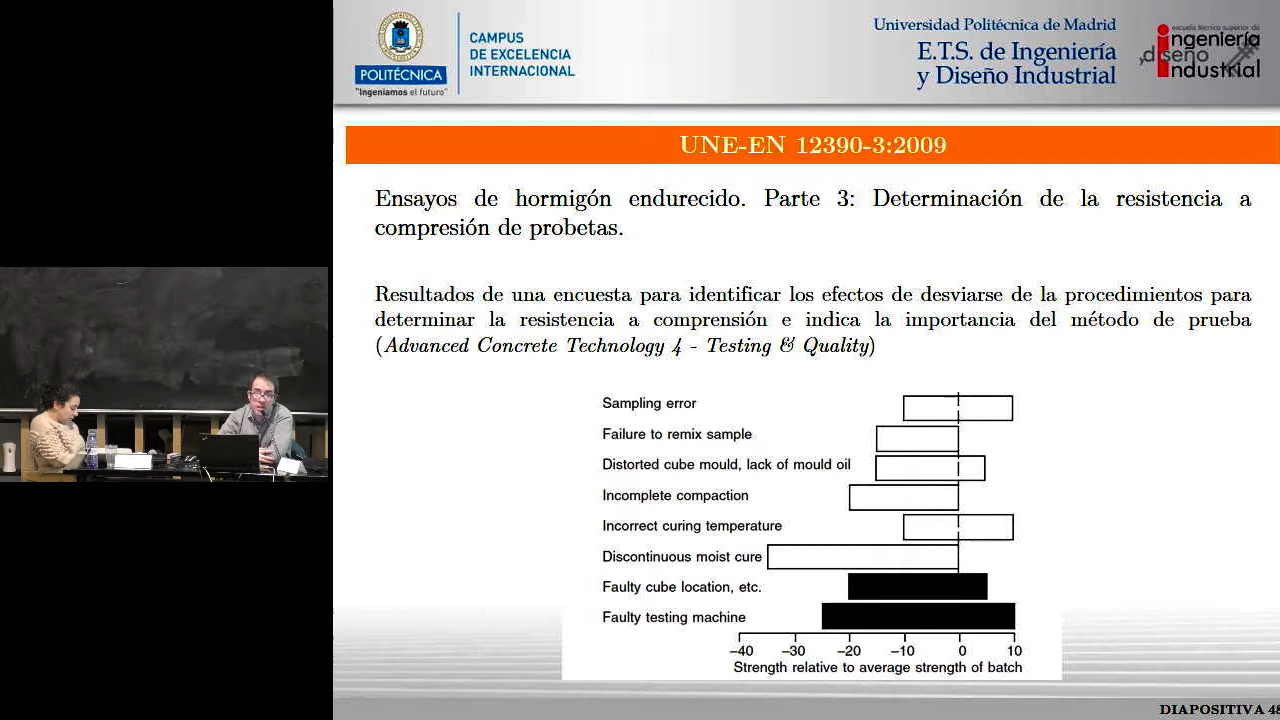 POLITÉCNICA
"Ingeniamos el futuro"
CAMPUS
DE EXCELENCIA
INTERNACIONAL
Universidad Politécnica de Madrid
E.T.S. de Ingeniería
y Diseño Industrial
escuela técnica superior de
ingeniería
y diseño
industrial
UNE-EN 12390-3:2009
Ensayos de hormigón endurecido. Parte 3: Determinación de la resistencia a
compresión de probetas.
Resultados de una encuesta para identificar los efectos de desviarse de la procedimientos para
determinar la resistencia a comprensión e indica la importancia del método de prueba
(Advanced Concrete Technology 4 - Testing & Quality)
Sampling error
Failure to remix sample
Distorted cube mould, lack of mould oil
Incomplete compaction
Incorrect curing temperature
Discontinuous moist cure
Faulty cube location, etc.
Faulty testing machine
–40 –30 –20 –10 0 10
Strength relative to average strength of batch
DIAPOSITIVA 48